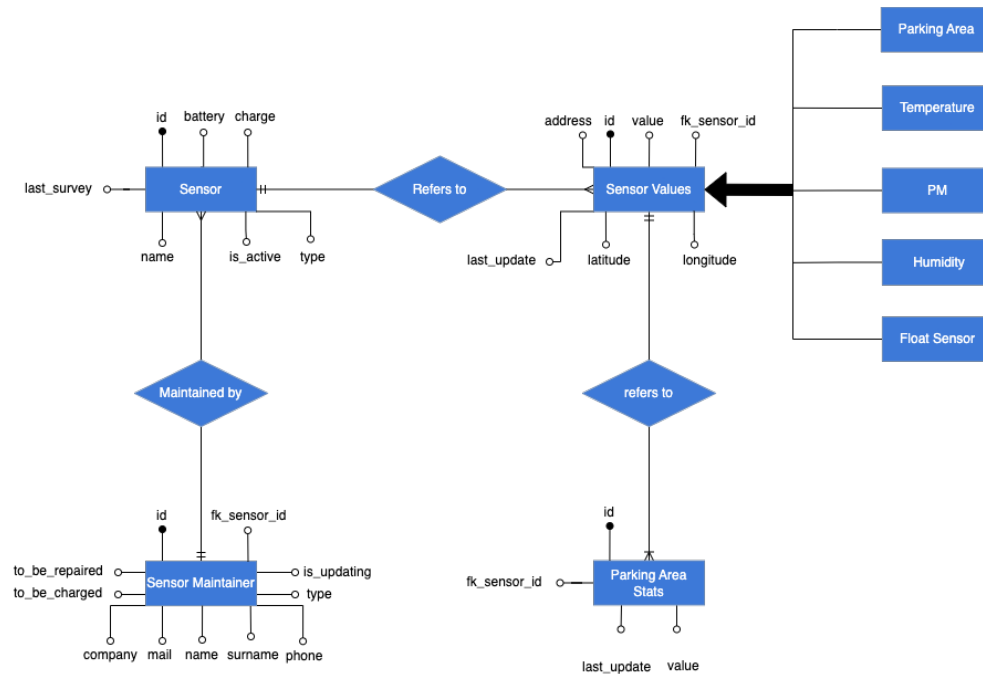 Parking Area
Temperature
PM
Humidity
Float Sensor
id
battery
charge
last_survey
Sensor
name
is_active
type
Refers to
address
id
value
fk_sensor_id
Sensor Values
last_update
latitude
longitude
Maintained by
refers to
id
fk_sensor_id
to_be_repaired
to_be_charged
Sensor Maintainer
is_updating
type
company
mail
name
surname
phone
id
fk_sensor_id
Parking Area
Stats
last_update
value